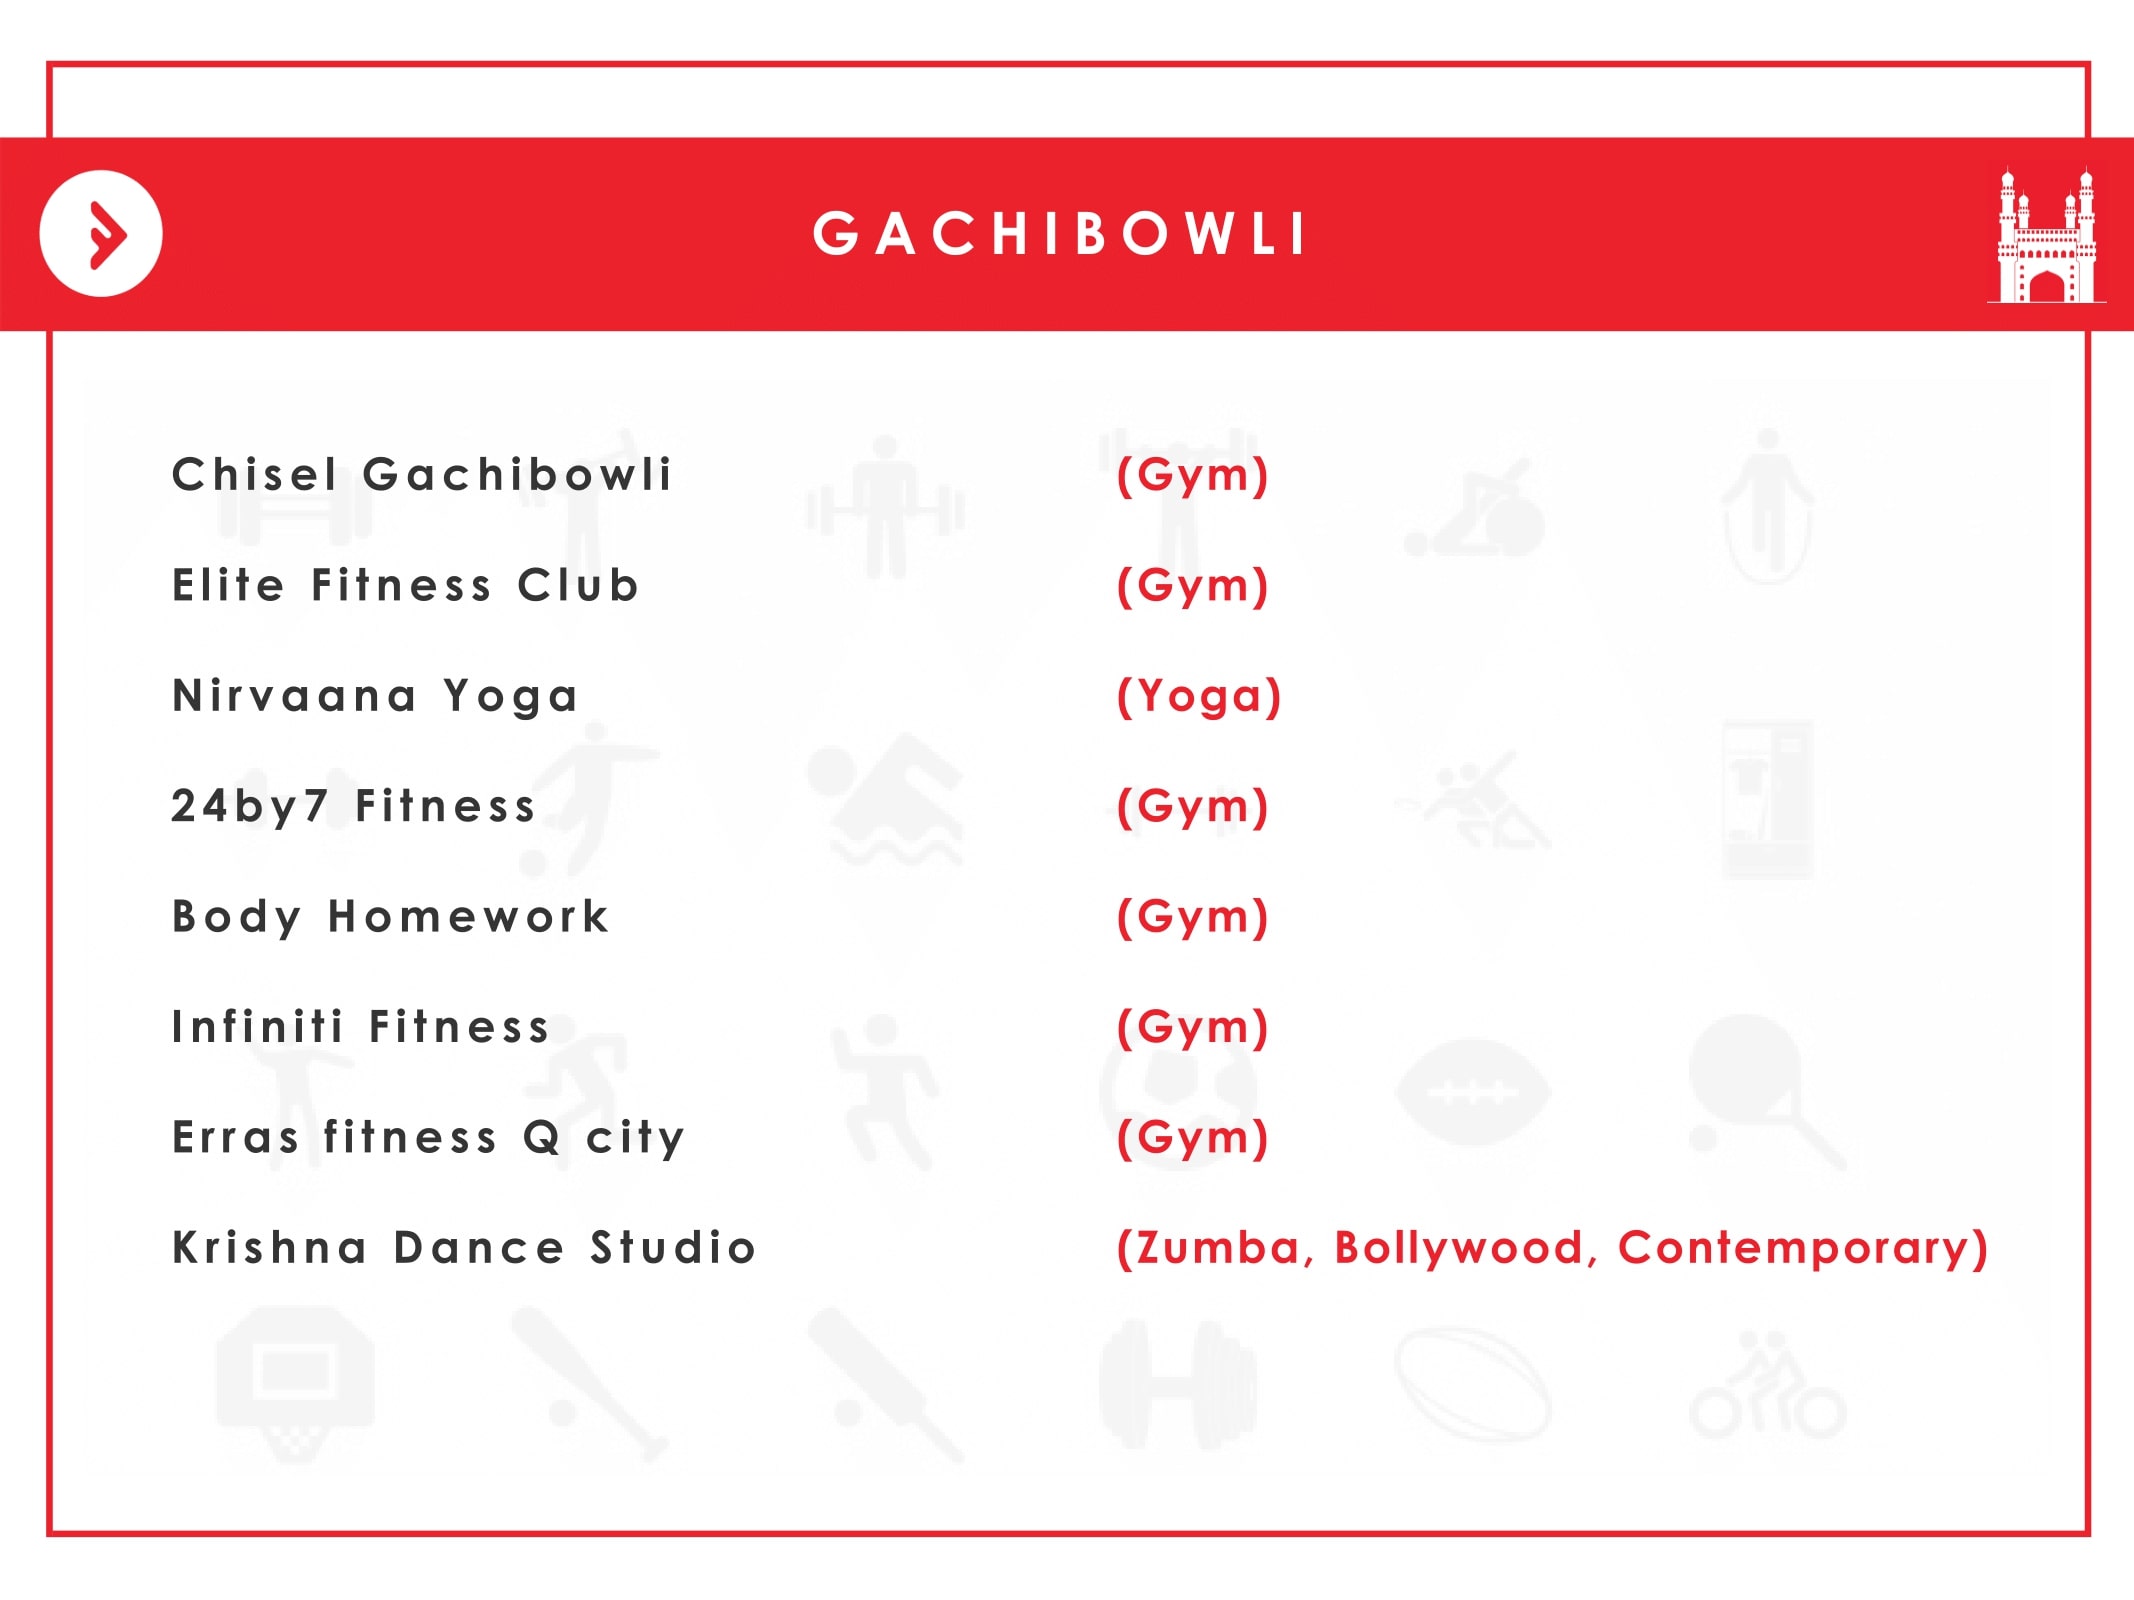 GACHIBOWLI
Chisel Gachibowli (Gym)
Elite Fitness Club (Gym)
Nirvaana Yoga (Yoga)
24by7 Fitness (Gym)
Body Homework (Gym)
Infiniti Fitness (Gym)
Erras fitness Q city (Gym)
Krishna Dance Studio (Zumba, Bollywood, Contemporary)